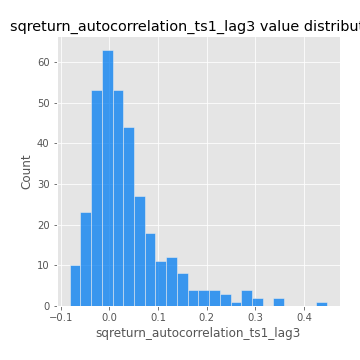 sqreturn_autocorrelation_ts1_lag3 value distribut
60
50
40
30
20
10
0
Count
−0.1 0.0 0.1 0.2 0.3 0.4
sqreturn_autocorrelation_ts1_lag3